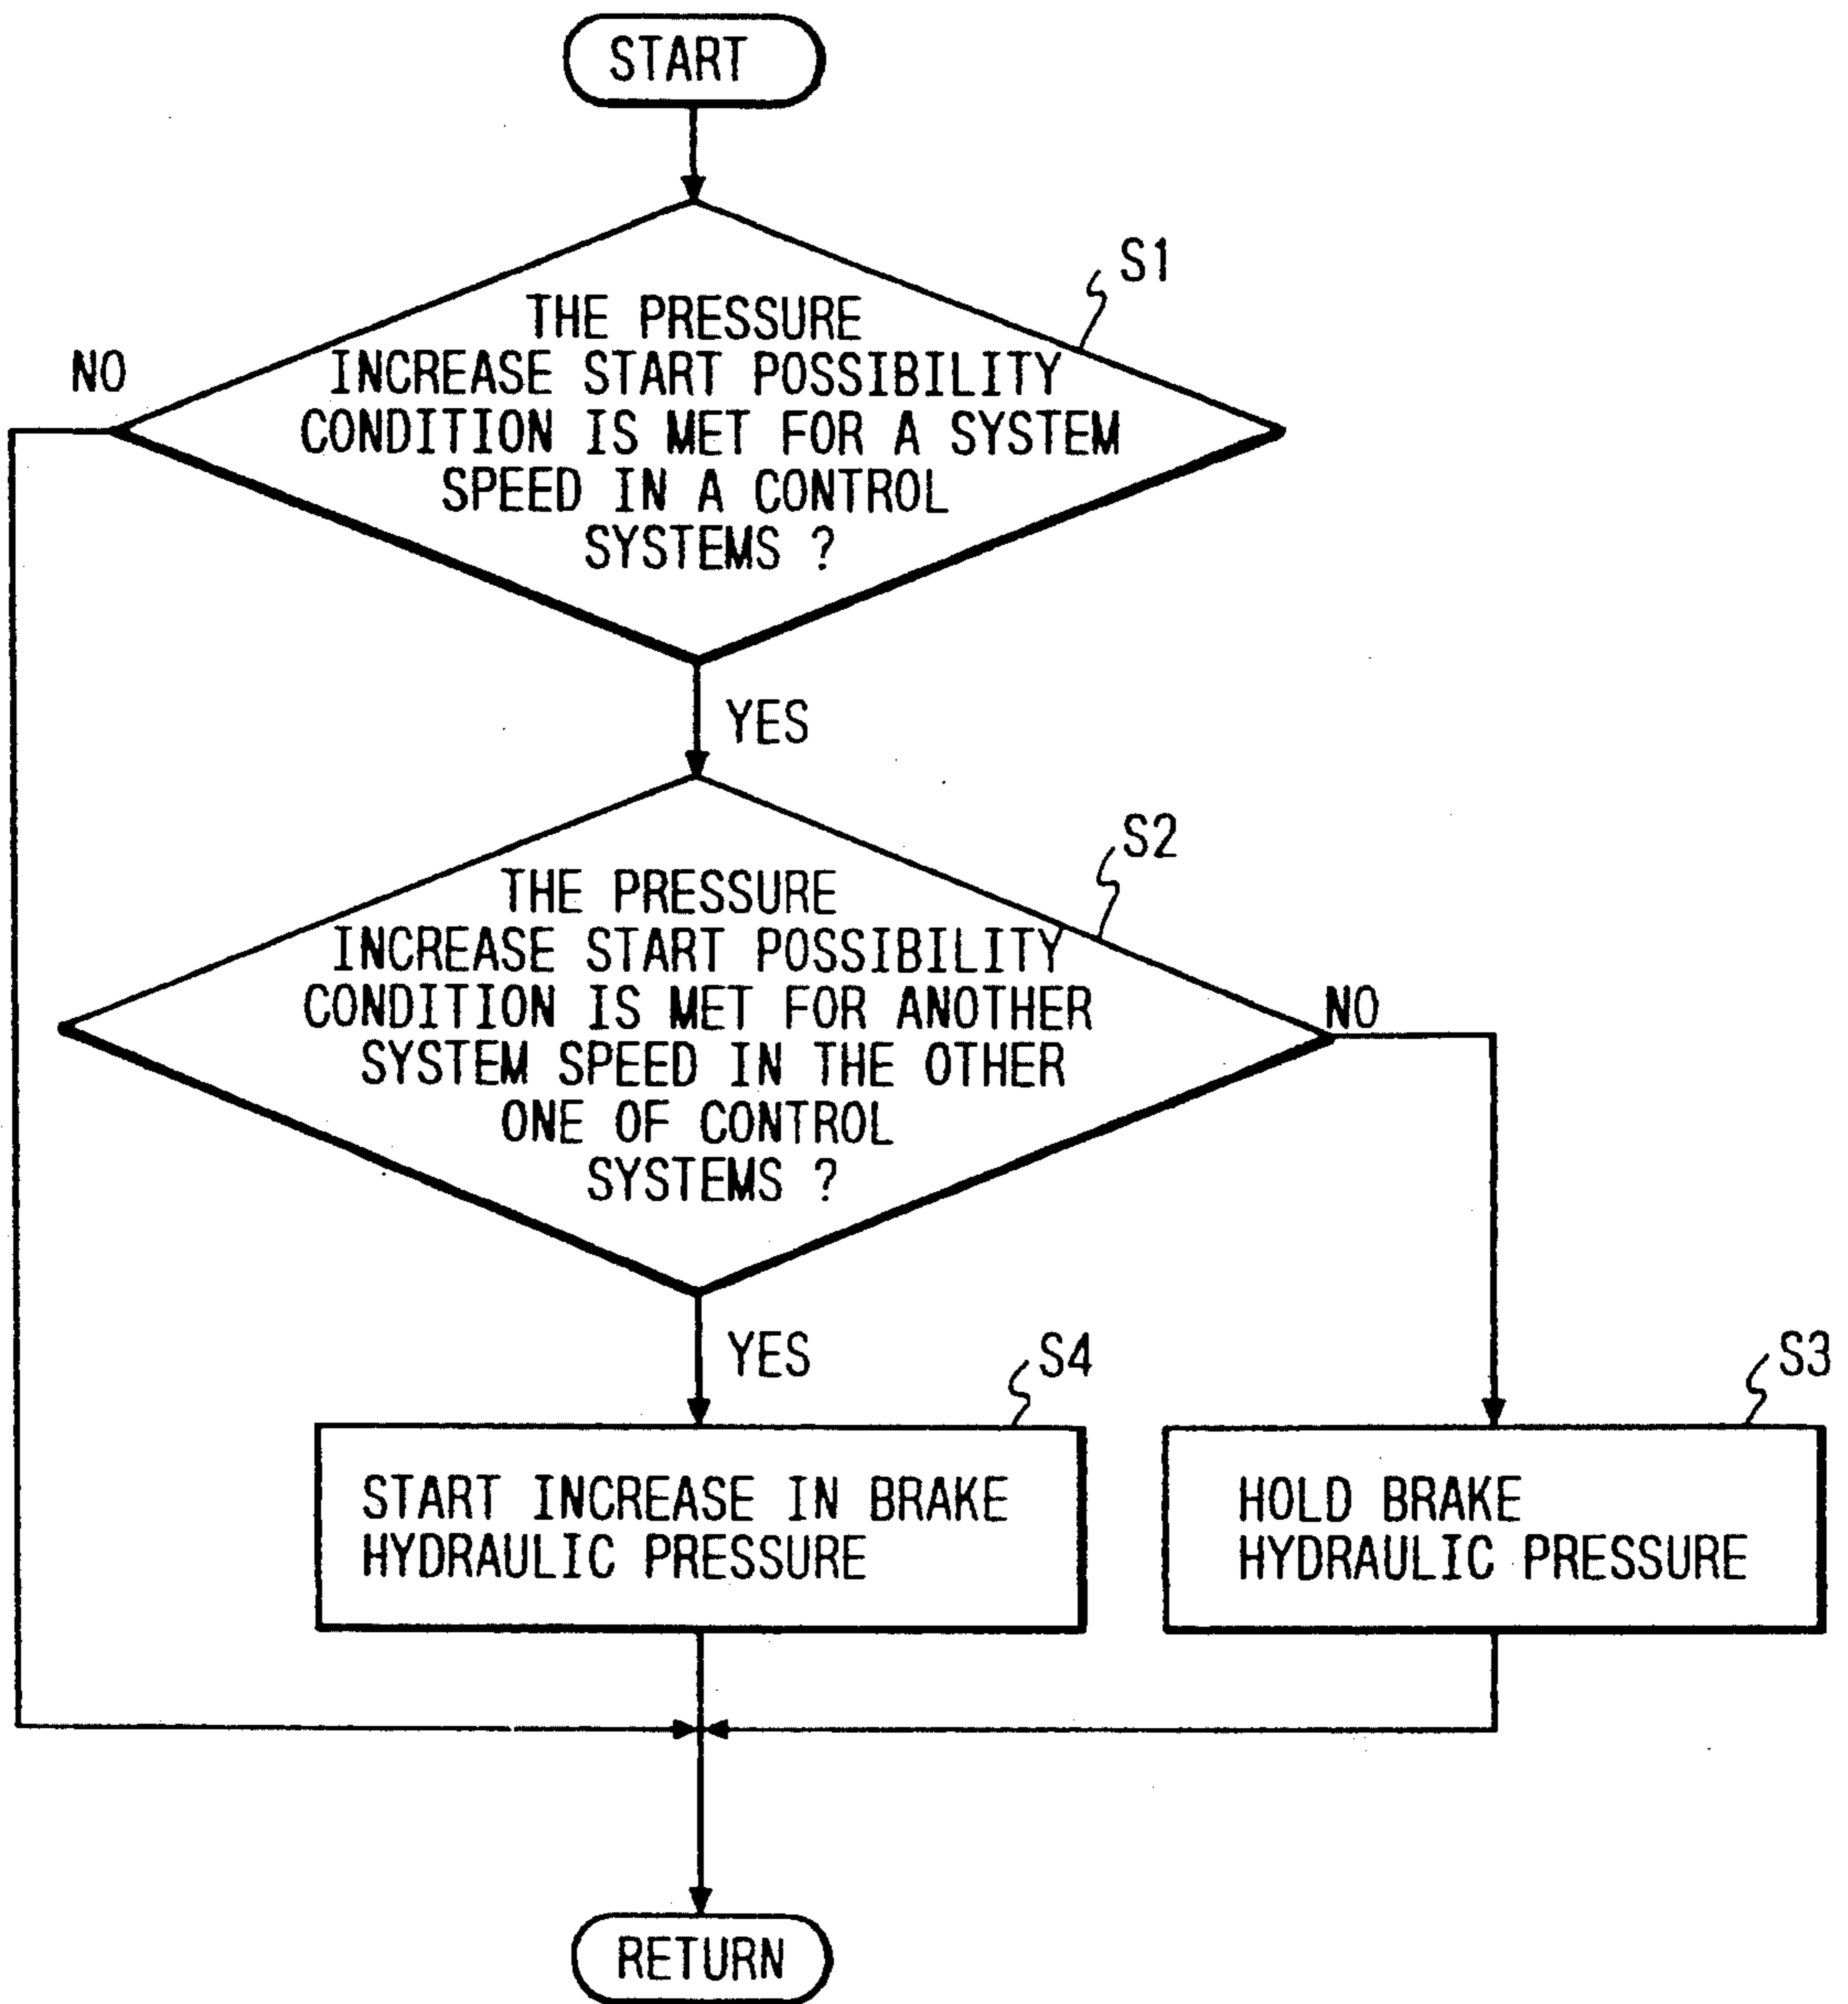 START
S1
THE PRESSURE
INCREASE START POSSIBILITY
CONDITION IS MET FOR A SYSTEM
SPEED IN A CONTROL
SYSTEMS ?
NO
YES
S2
THE PRESSURE
INCREASE START POSSIBILITY
CONDITION IS MET FOR ANOTHER
SYSTEM SPEED IN THE OTHER
ONE OF CONTROL
SYSTEMS ?
NO
YES
S4
START INCREASE IN BRAKE
HYDRAULIC PRESSURE
S3
HOLD BRAKE
HYDRAULIC PRESSURE
RETURN